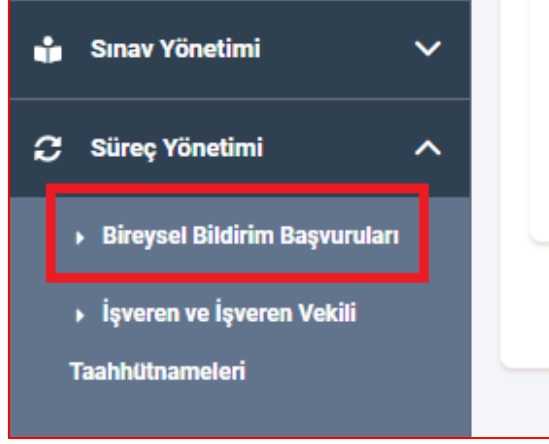 Sınav Yönetimi
Süreç Yönetimi
Bireysel Bildirim Başvuruları
İşveren ve İşveren Vekili
Taahhütnameleri